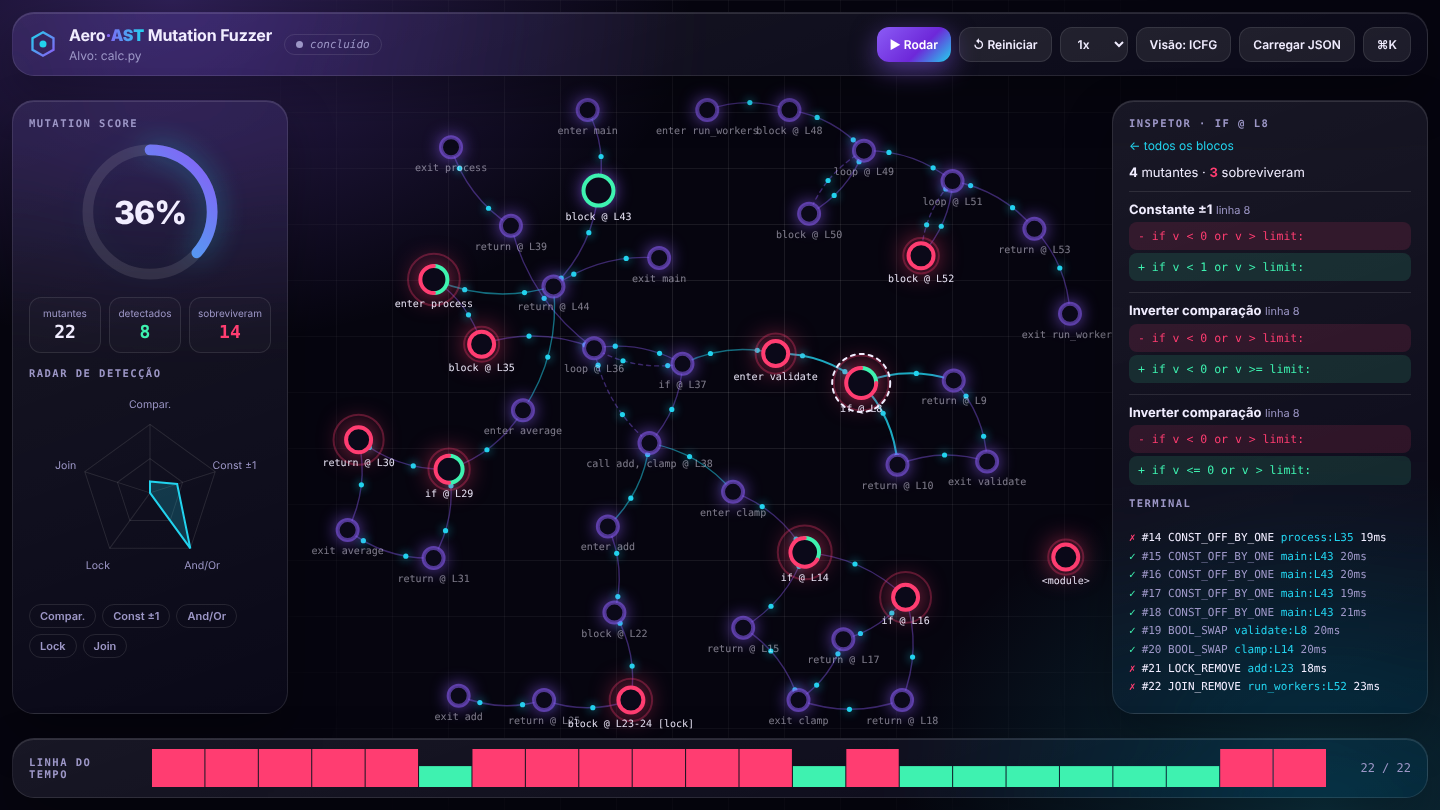 Aero·AST Mutation Fuzzer
Alvo: calc.py
concluído
▶ Rodar
↺ Reiniciar
1x
Visão: ICFG
Carregar JSON
⌘K
MUTATION SCORE
36%
mutantes
22
detectados
8
sobreviveram
14
RADAR DE DETECÇÃO
Compar.
Const ±1
And/Or
Lock
Join
Compar.
Const ±1
And/Or
Lock
Join
enter main
enter run_workers
block @ L48
exit process
loop @ L49
block @ L43
loop @ L51
block @ L50
return @ L39
return @ L53
exit main
block @ L52
enter process
return @ L44
exit run_worker
block @ L35
loop @ L36
if @ L37
enter validate
if @ L8
return @ L9
enter average
return @ L30
call add, clamp @ L38
if @ L29
return @ L10
exit validate
enter clamp
exit average
enter add
return @ L31
if @ L14
<module>
if @ L16
block @ L22
return @ L15
return @ L17
exit add
return @ L25
block @ L23-24 [lock]
exit clamp
return @ L18
INSPETOR · IF @ L8
← todos os blocos
4 mutantes · 3 sobreviveram
Constante ±1 linha 8
- if v < 0 or v > limit:
+ if v < 1 or v > limit:
Inverter comparação linha 8
- if v < 0 or v > limit:
+ if v < 0 or v >= limit:
Inverter comparação linha 8
- if v < 0 or v > limit:
+ if v <= 0 or v > limit:
TERMINAL
✗ #14 CONST_OFF_BY_ONE process:L35 19ms
✓ #15 CONST_OFF_BY_ONE main:L43 20ms
✓ #16 CONST_OFF_BY_ONE main:L43 20ms
✓ #17 CONST_OFF_BY_ONE main:L43 19ms
✓ #18 CONST_OFF_BY_ONE main:L43 21ms
✓ #19 BOOL_SWAP validate:L8 20ms
✓ #20 BOOL_SWAP clamp:L14 20ms
✗ #21 LOCK_REMOVE add:L23 18ms
✗ #22 JOIN_REMOVE run_workers:L52 23ms
LINHA DO
TEMPO
22 / 22